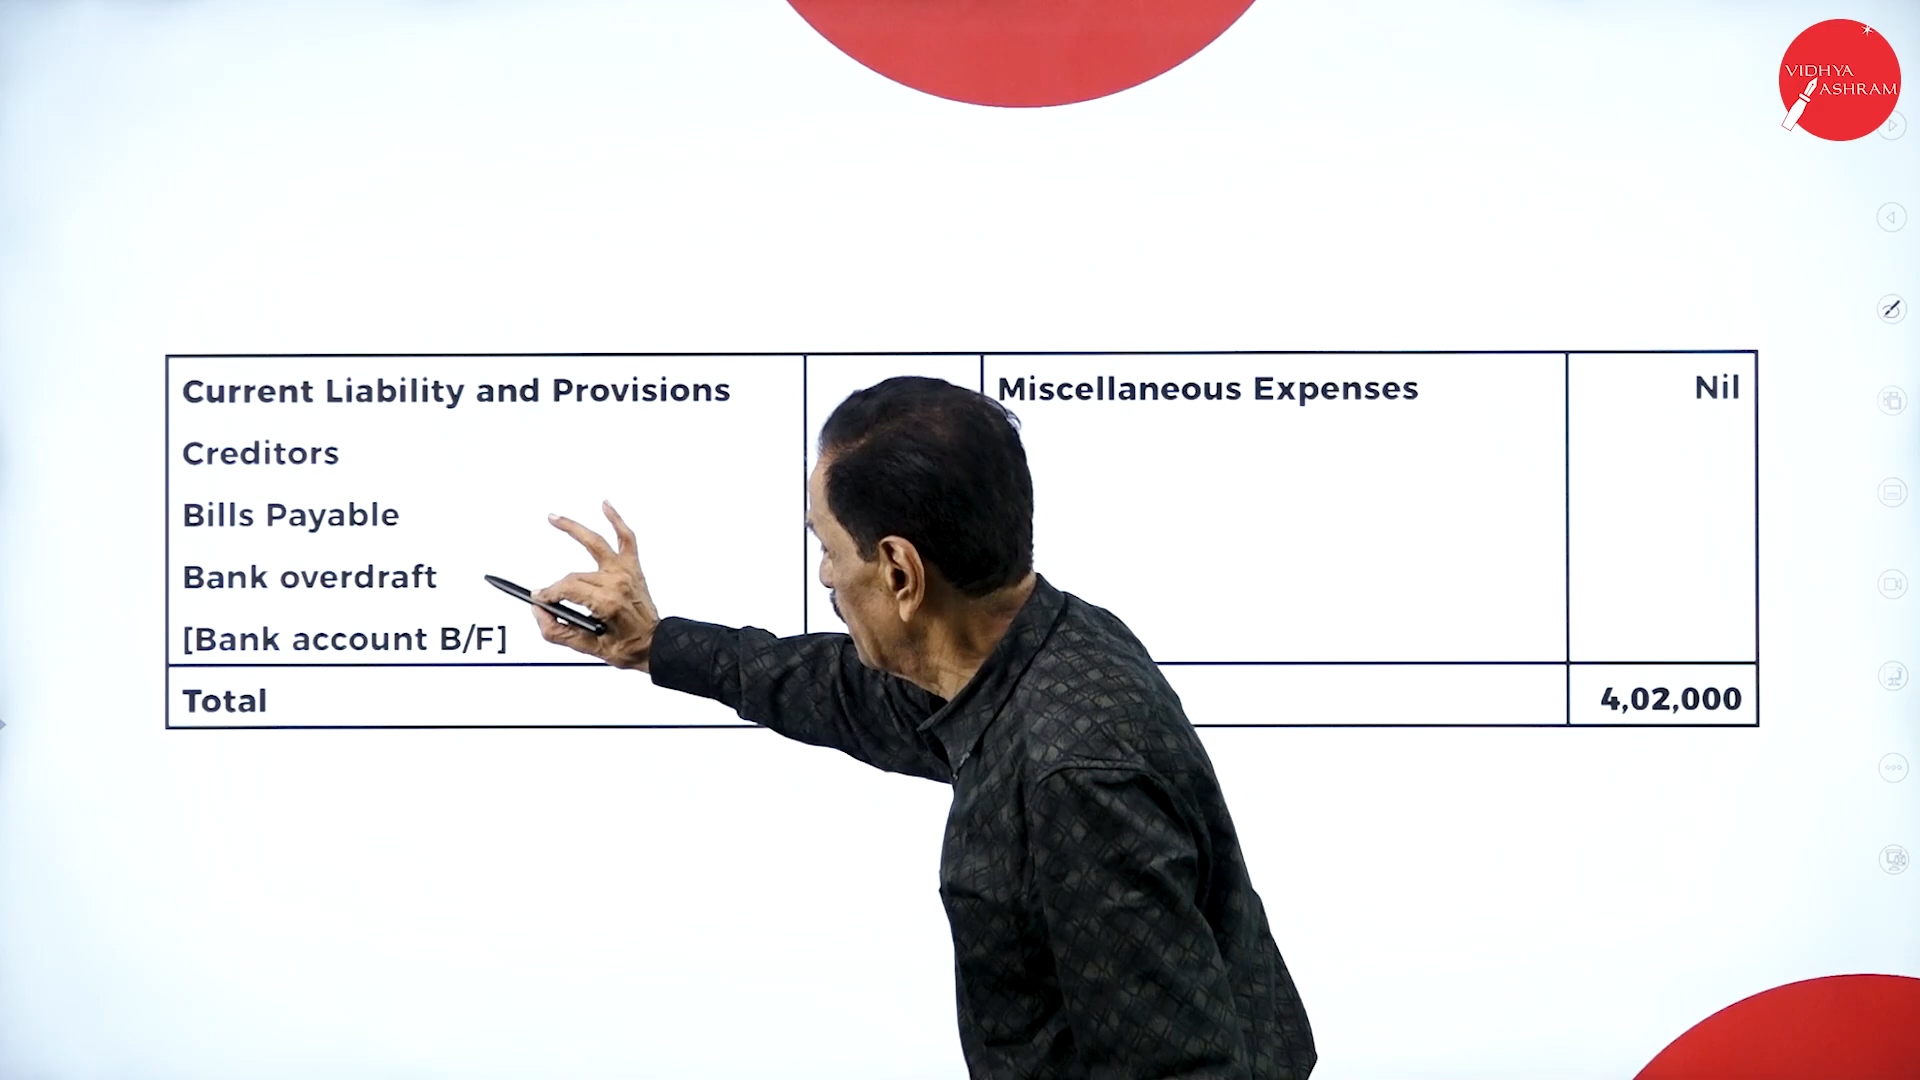 VIDHYA
ASHRAM
Current Liability and Provisions
Miscellaneous Expenses
Nil
Creditors
Bills Payable
Bank overdraft
[Bank account B/F]
Total
4,02,000